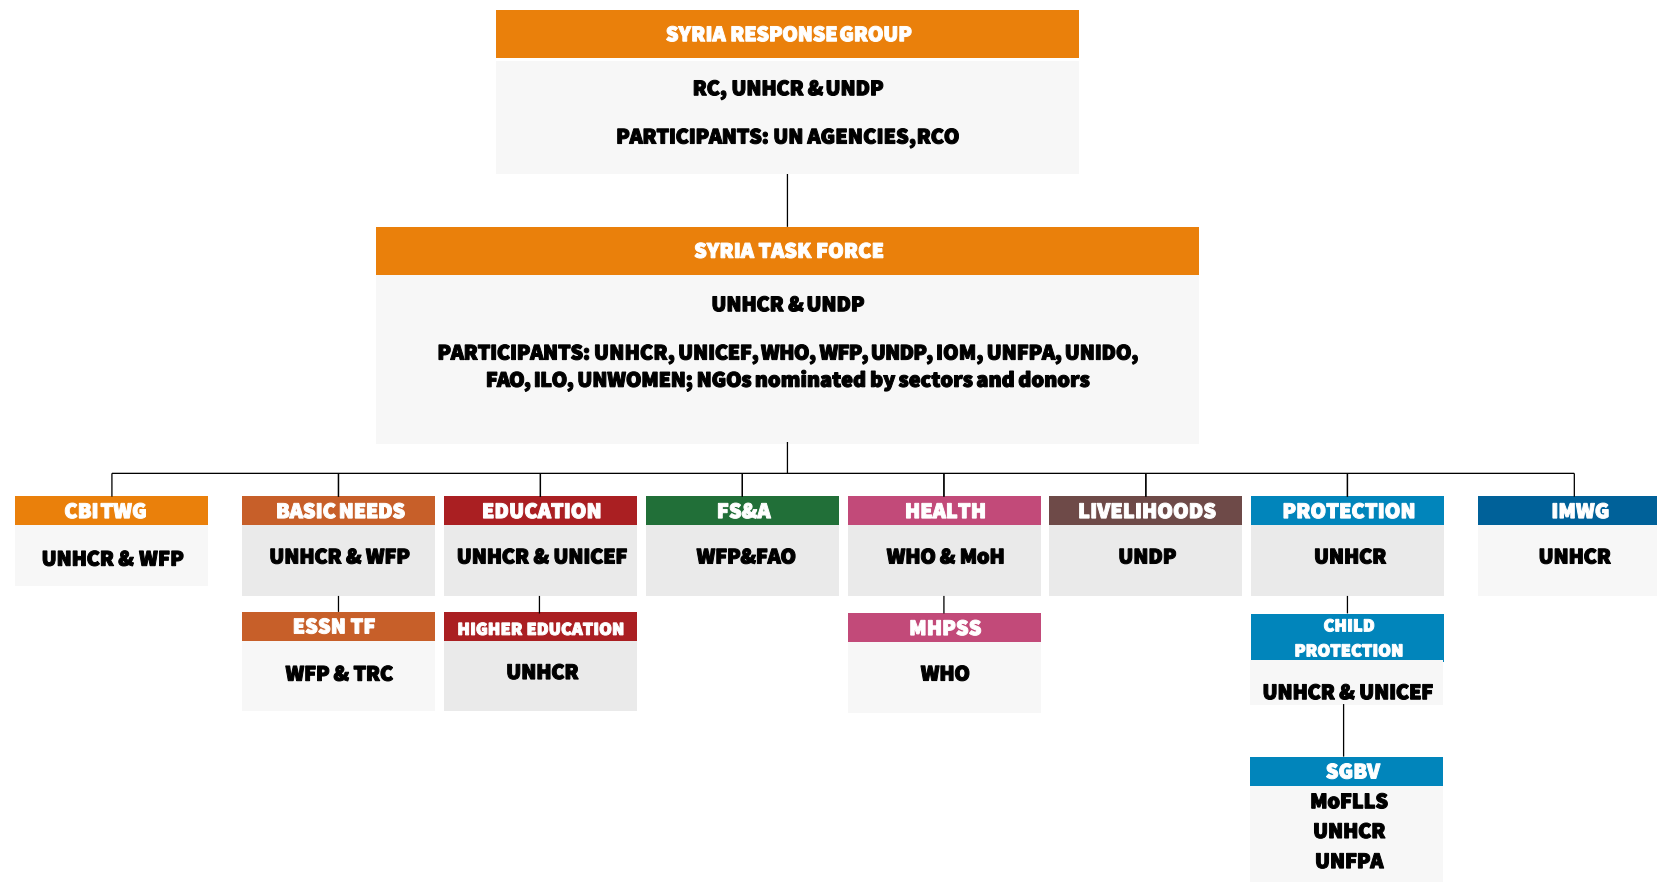 SYRIA RESPONSE GROUP
RC, UNHCR & UNDP
PARTICIPANTS: UN AGENCIES, RCO
SYRIA TASK FORCE
UNHCR & UNDP
PARTICIPANTS: UNHCR, UNICEF, WHO, WFP, UNDP, IOM, UNFPA, UNIDO,
FAO, ILO, UNWOMEN; NGOs nominated by sectors and donors
CBI TWG
UNHCR & WFP
BASIC NEEDS
UNHCR & WFP
ESSN TF
WFP & TRC
EDUCATION
UNHCR & UNICEF
HIGHER EDUCATION
UNHCR
FS&A
WFP&FAO
HEALTH
WHO & MoH
MHPSS
WHO
LIVELIHOODS
UNDP
PROTECTION
UNHCR
CHILD
PROTECTION
UNHCR & UNICEF
SGBV
MoFLLS
UNHCR
UNFPA
IMWG
UNHCR